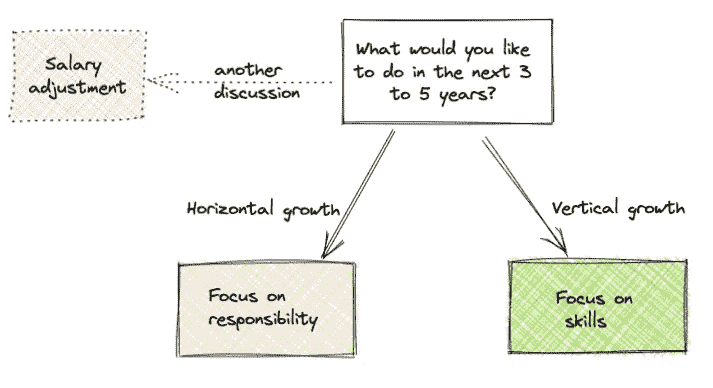 What would you like
to do in the next 3
to 5 years?
another
discussion
Salary
adjustment
Horizontal growth
Vertical growth
Focus on
responsibility
Focus on
skills